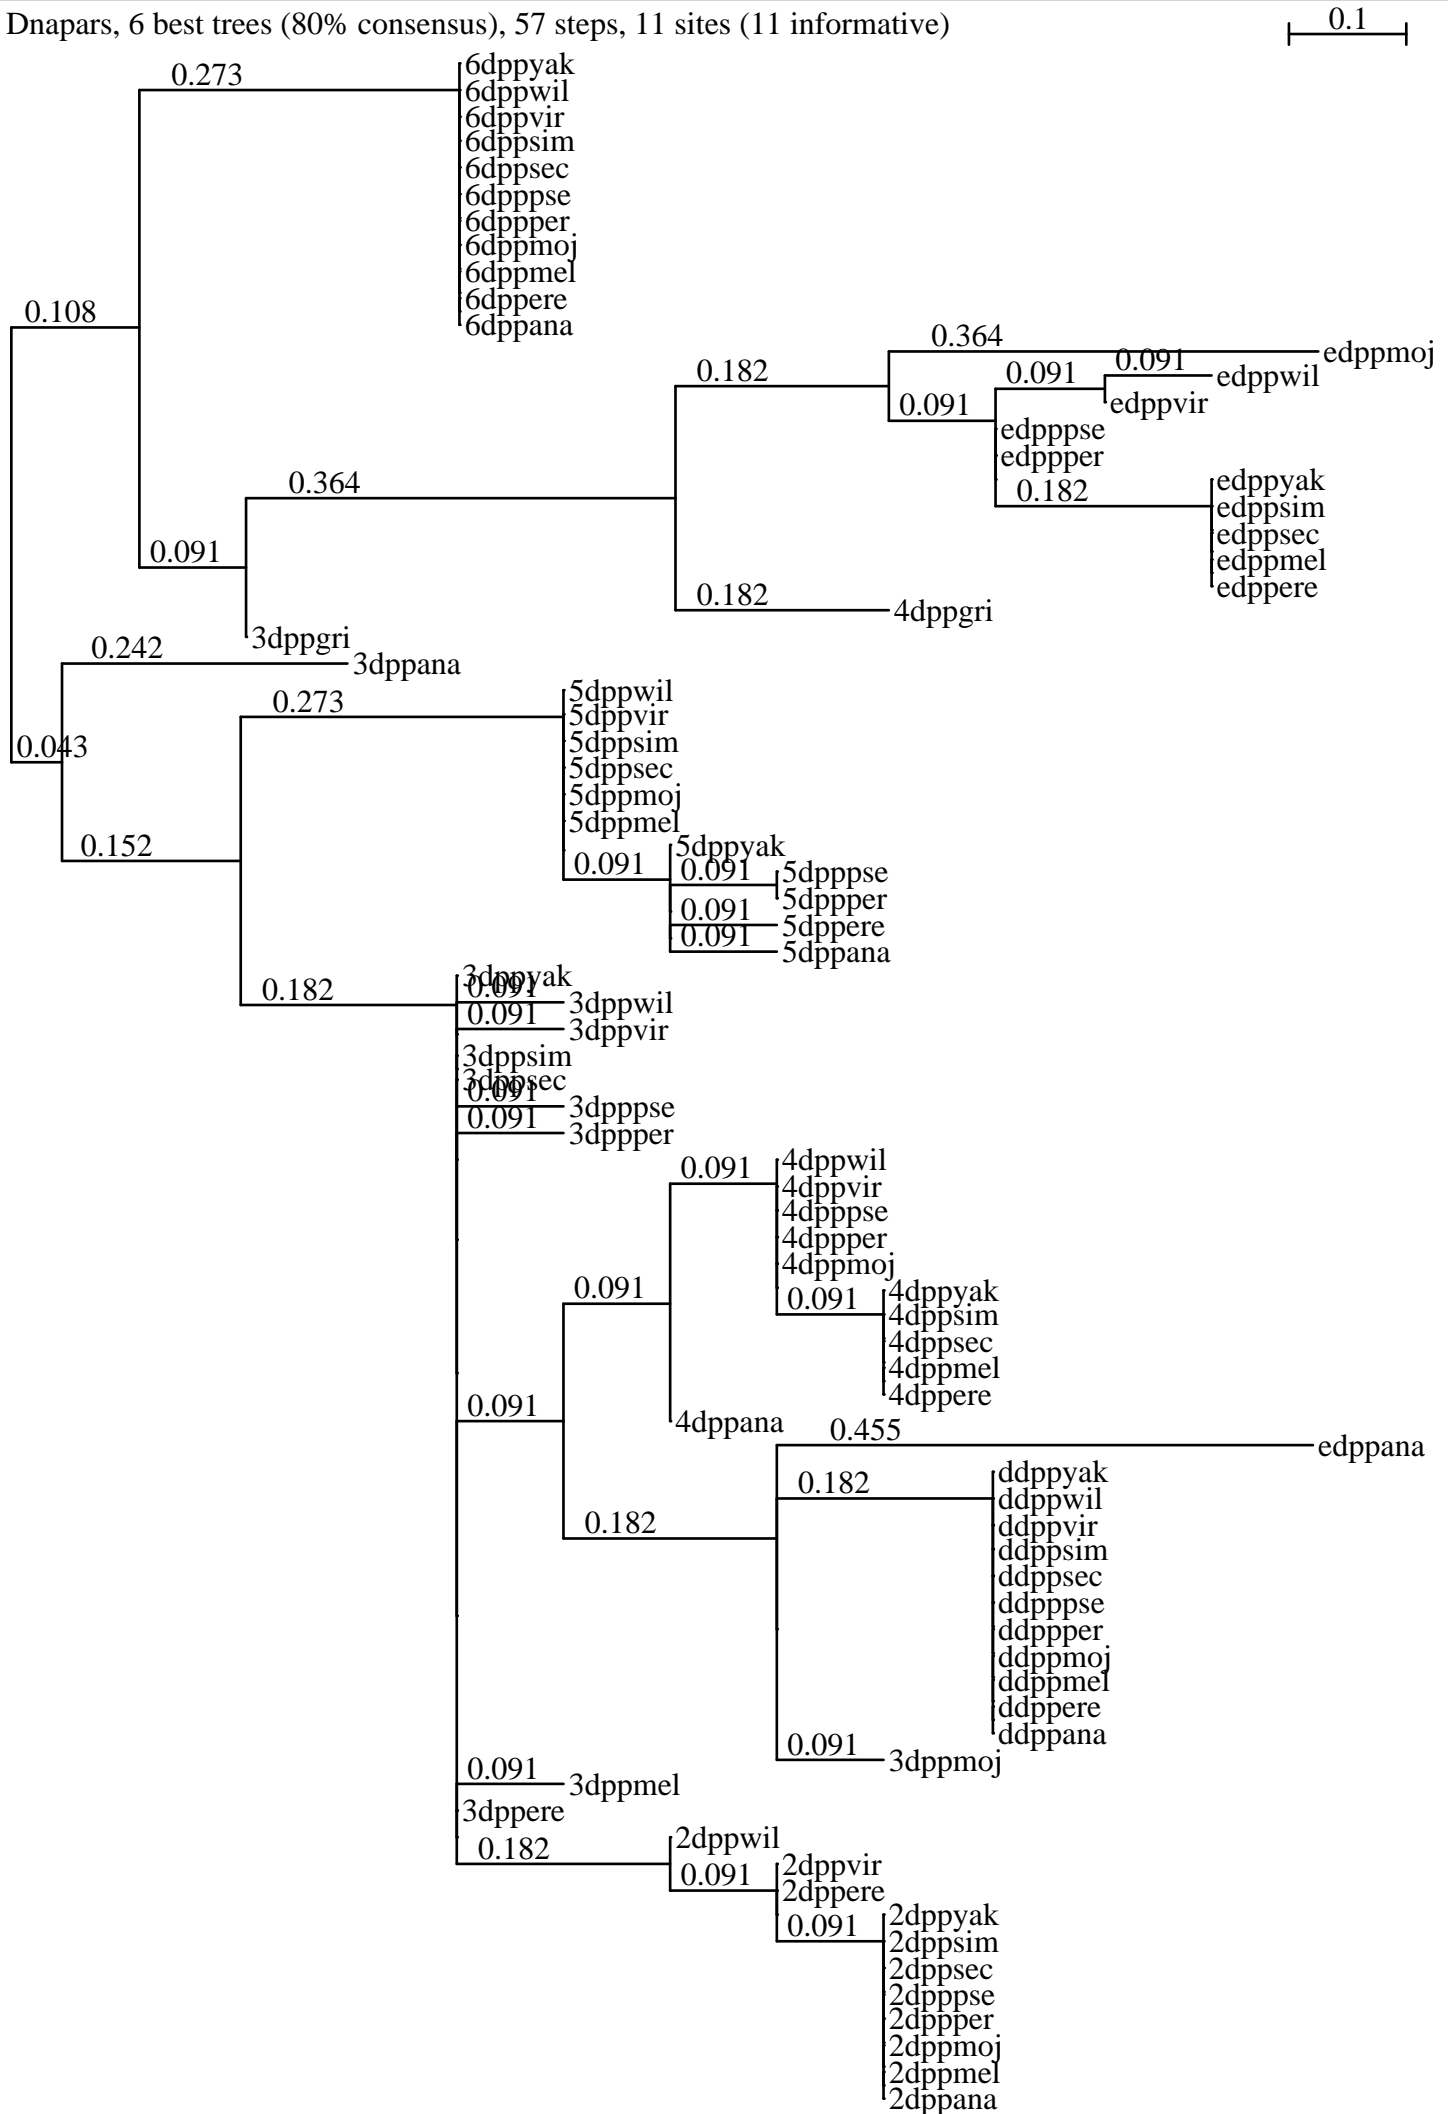 Dnapars, 6 best trees (80% consensus), 57 steps, 11 sites (11 informative)
0.1
6dppyak
0.273
6dppwil
6dppvir
6dppsim
6dppsec
6dpppse
6dppper
6dppmoj
6dppmel
6dppere
0.108
6dppana
0.364
edppmoj
0.091
0.182
0.091
edppwil
0.091
edppvir
edpppse
edppper
0.364
edppyak
0.182
edppsim
edppsec
0.091
edppmel
edppere
0.182
4dppgri
3dppgri
0.242
3dppana
5dppwil
0.273
5dppvir
0.043
5dppsim
5dppsec
5dppmoj
5dppmel
0.152
5dppyak
0.091
0.091
5dpppse
5dppper
0.091
5dppere
0.091
5dppana
3dppyak
0.182
0.091
3dppwil
0.091
3dppvir
3dppsim
3dppsec
0.091
3dpppse
0.091
3dppper
4dppwil
0.091
4dppvir
4dpppse
4dppper
4dppmoj
0.091
4dppyak
0.091
4dppsim
4dppsec
4dppmel
4dppere
0.091
4dppana
0.455
edppana
ddppyak
0.182
ddppwil
0.182
ddppvir
ddppsim
ddppsec
ddpppse
ddppper
ddppmoj
ddppmel
ddppere
ddppana
0.091
3dppmoj
0.091
3dppmel
3dppere
2dppwil
0.182
2dppvir
0.091
2dppere
2dppyak
0.091
2dppsim
2dppsec
2dpppse
2dppper
2dppmoj
2dppmel
2dppana